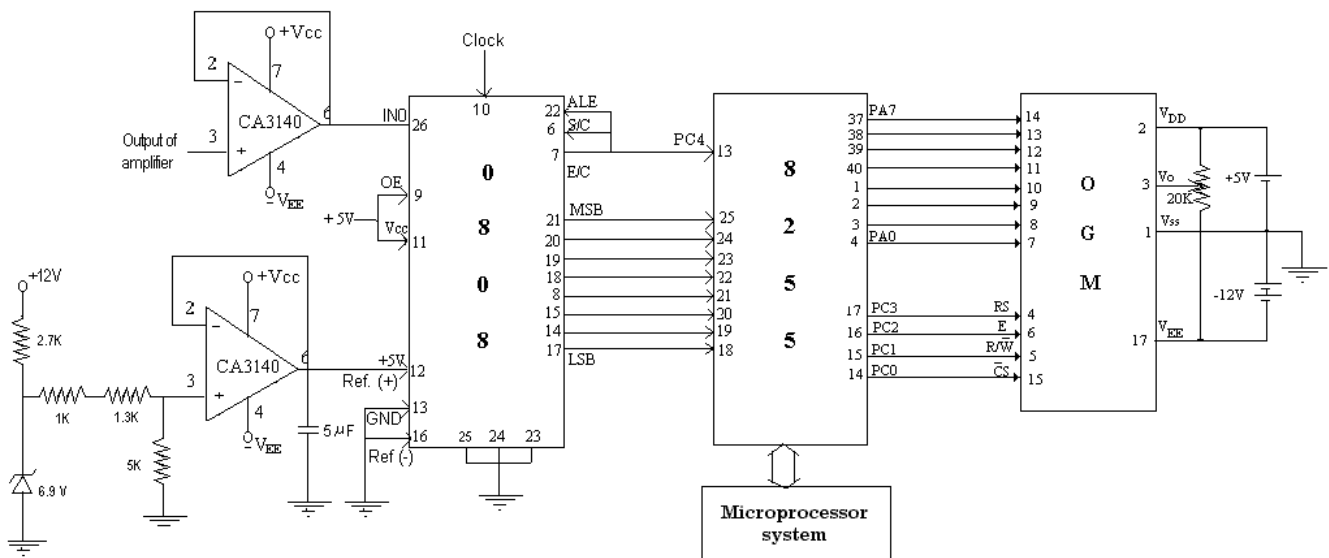 +Vcc
2
7
−
CA3140
6
3
+
4
Output of
amplifier
VEE
Clock
10
IN0
26
OE
9
+5V
Vcc
11
0
8
0
8
22
ALE
6
S/C
7
E/C
PC4
13
21
MSB
25
20
24
19
23
18
22
8
21
15
20
14
19
17
LSB
18
+12V
2.7K
1K
1.3K
5K
6.9 V
+Vcc
2
7
−
CA3140
6
3
+
4
VEE
5µF
+5V
Ref. (+)
12
13
GND
16
Ref (-)
25
24
23
8
2
5
5
37
PA7
14
38
13
39
12
40
11
1
10
2
9
3
8
4
PA0
7
17
PC3
RS
4
16
PC2
E
6
15
PC1
R/W̅
5
14
PC0
C̅S̅
15
O
G
M
2
VDD
3
Vo
20K
+5V
1
Vss
-12V
17
VEE
Microprocessor
system